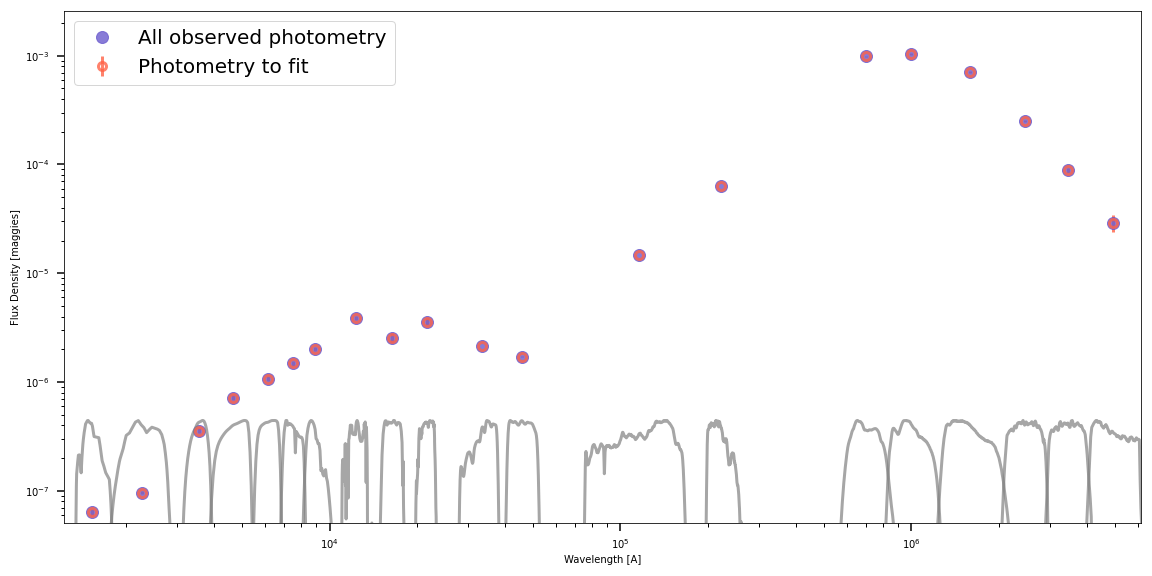 All observed photometry
Photometry to fit
Flux Density [maggies]
10⁻³
10⁻⁴
10⁻⁵
10⁻⁶
10⁻⁷
10⁴
10⁵
10⁶
Wavelength [A]